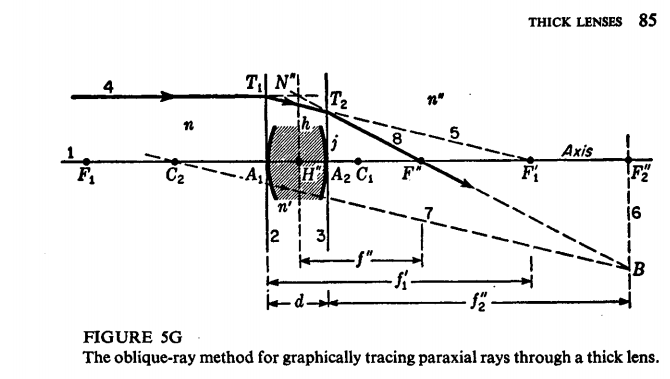 THICK LENSES 85
4
T₁ N″
T₂
n″
n
h
j
8
5
1
Axis
F₁ C₂ A₁ H″ A₂ C₁ F″ F′₁ F″₂
n′
7
6
2 3
f″
B
f′₁
d f″₂
FIGURE 5G
The oblique-ray method for graphically tracing paraxial rays through a thick lens.